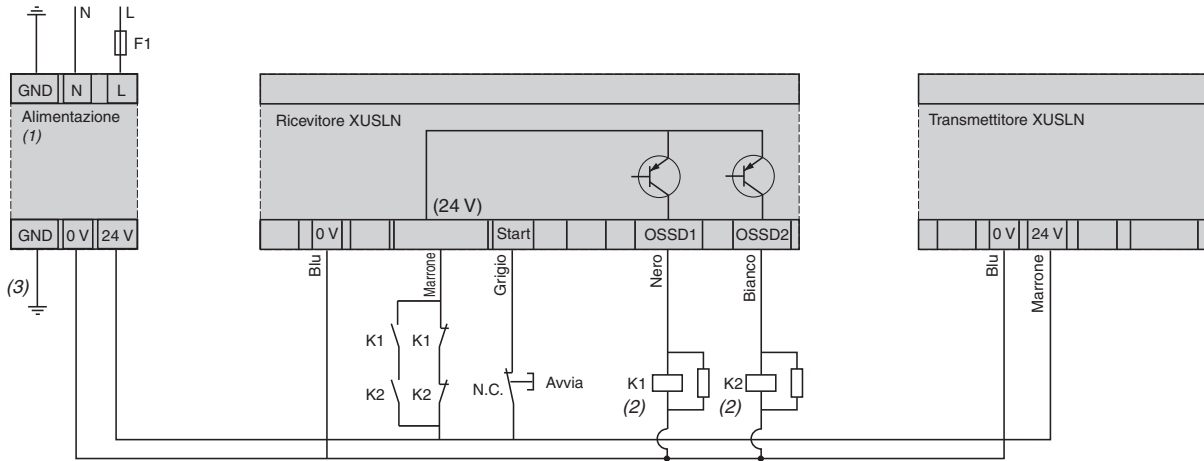 N
L
F1
GND
N
L
Alimentazione
(1)
GND
0 V
24 V
(3)
Ricevitore XUSLN
(24 V)
0 V
Start
OSSD1
OSSD2
Blu
Marrone
Grigio
Nero
Bianco
K1
K1
K2
K2
N.C.
Avvia
K1
(2)
K2
(2)
Transmettitore XUSLN
0 V
24 V
Blu
Marrone